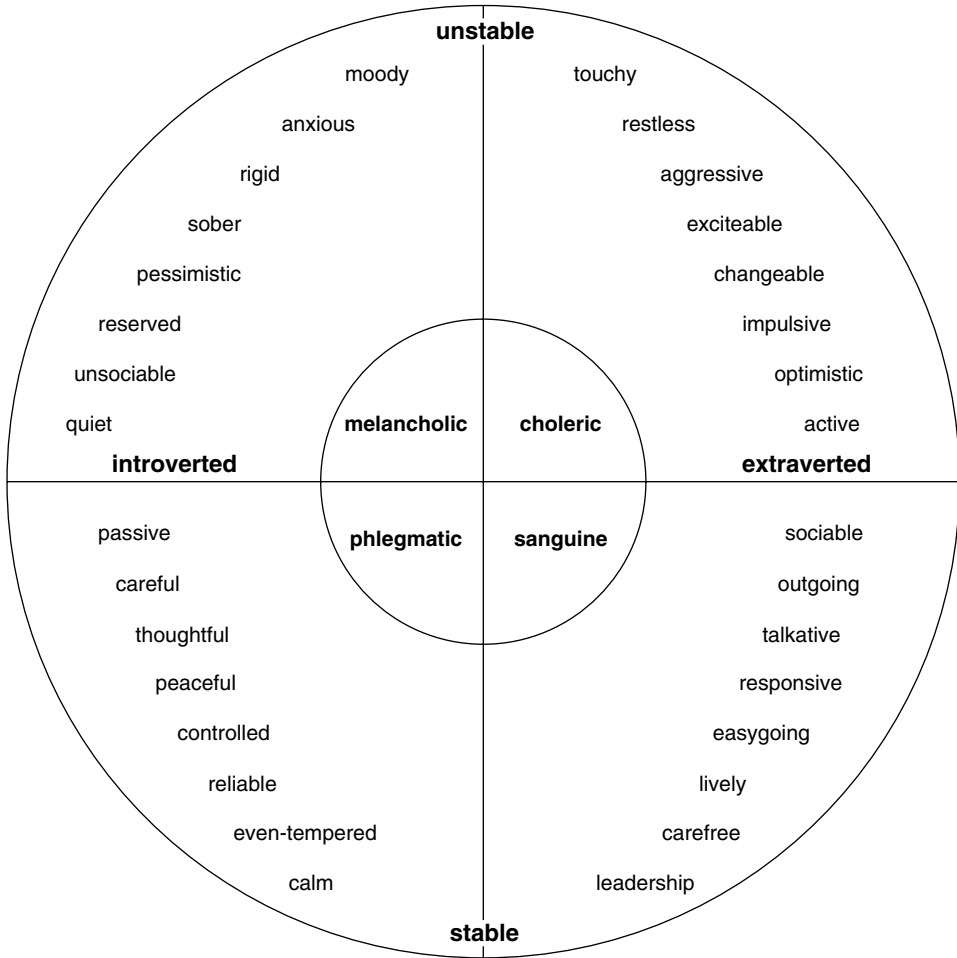 unstable
moody touchy
anxious restless
rigid aggressive
sober exciteable
pessimistic changeable
reserved impulsive
unsociable optimistic
quiet melancholic choleric active
introverted extraverted
passive phlegmatic sanguine sociable
careful outgoing
thoughtful talkative
peaceful responsive
controlled easygoing
reliable lively
even-tempered carefree
calm leadership
stable